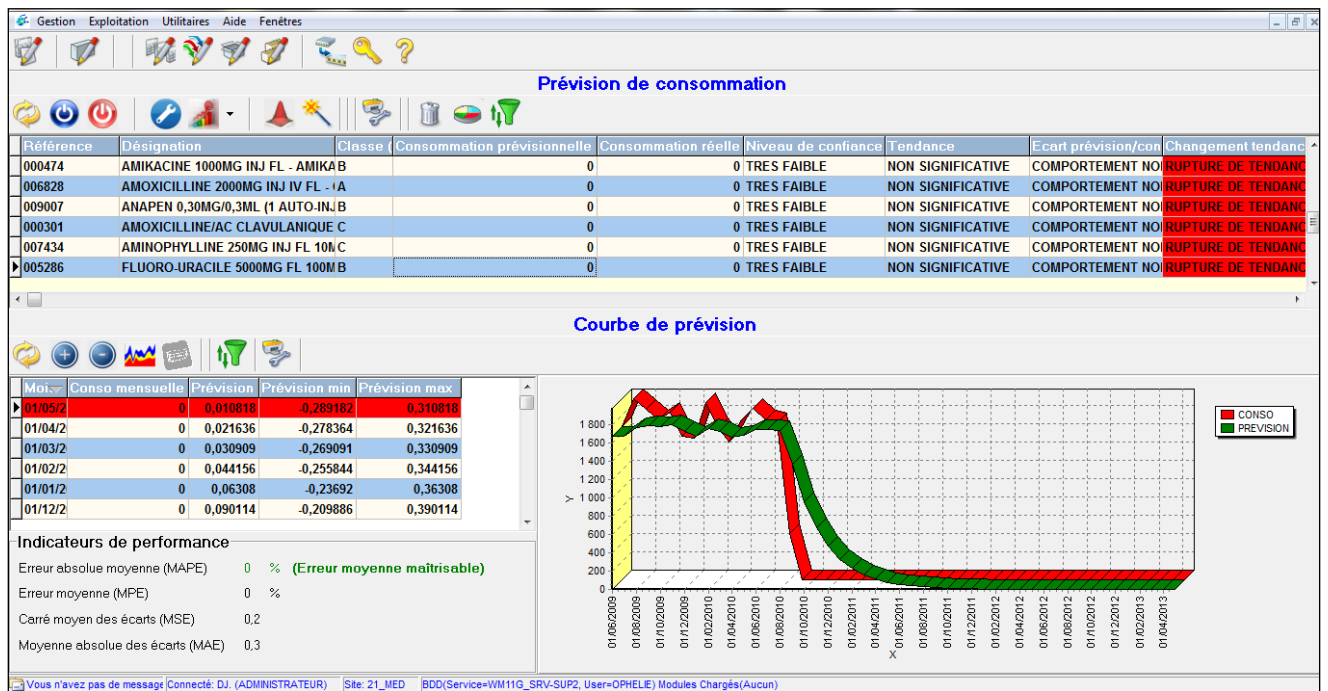 Gestion Exploitation Utilitaires Aide Fenêtres
Prévision de consommation
Référence Désignation Classe ( Consommation prévisionnelle Consommation réelle Niveau de confiance Tendance Ecart prévision/con Changement tendanc
000474 AMIKACINE 1000MG INJ FL - AMIKA B 0 0 TRES FAIBLE NON SIGNIFICATIVE COMPORTEMENT NO RUPTURE DE TENDANC
006828 AMOXICILLINE 2000MG INJ IV FL - ( A 0 0 TRES FAIBLE NON SIGNIFICATIVE COMPORTEMENT NO RUPTURE DE TENDANC
009007 ANAPEN 0,30MG/0,3ML (1 AUTO-INJ B 0 0 TRES FAIBLE NON SIGNIFICATIVE COMPORTEMENT NO RUPTURE DE TENDANC
000301 AMOXICILLINE/AC CLAVULANIQUE C 0 0 TRES FAIBLE NON SIGNIFICATIVE COMPORTEMENT NO RUPTURE DE TENDANC
007434 AMINOPHYLLINE 250MG INJ FL 10M C 0 0 TRES FAIBLE NON SIGNIFICATIVE COMPORTEMENT NO RUPTURE DE TENDANC
005286 FLUORO-URACILE 5000MG FL 100M B 0 0 TRES FAIBLE NON SIGNIFICATIVE COMPORTEMENT NO RUPTURE DE TENDANC
Courbe de prévision
Moi Conso mensuelle Prévision Prévision min Prévision max
01/05/2 0 0,010818 -0,289182 0,310818
01/04/2 0 0,021636 -0,278364 0,321636
01/03/2 0 0,030909 -0,269091 0,330909
01/02/2 0 0,044156 -0,255844 0,344156
01/01/2 0 0,06308 -0,23692 0,36308
01/12/2 0 0,090114 -0,209886 0,390114
Indicateurs de performance
Erreur absolue moyenne (MAPE) 0 % (Erreur moyenne maîtrisable)
Erreur moyenne (MPE) 0 %
Carré moyen des écarts (MSE) 0,2
Moyenne absolue des écarts (MAE) 0,3
CONSO
PREVISION
1 800
1 600
1 400
1 200
Y 1 000
800
600
400
200
0
01/06/2009 01/08/2009 01/10/2009 01/12/2009 01/02/2010 01/04/2010 01/06/2010 01/08/2010 01/10/2010 01/12/2010 01/02/2011 01/04/2011 01/06/2011 01/08/2011 01/10/2011 01/12/2011 01/02/2012 01/04/2012 01/06/2012 01/08/2012 01/10/2012 01/12/2012 01/02/2013 01/04/2013
X
Vous n'avez pas de message Connecté: DJ. (ADMINISTRATEUR) Site: 21_MED BDD(Service=WM11G_SRV-SUP2, User=OPHELIE) Modules Chargés(Aucun)